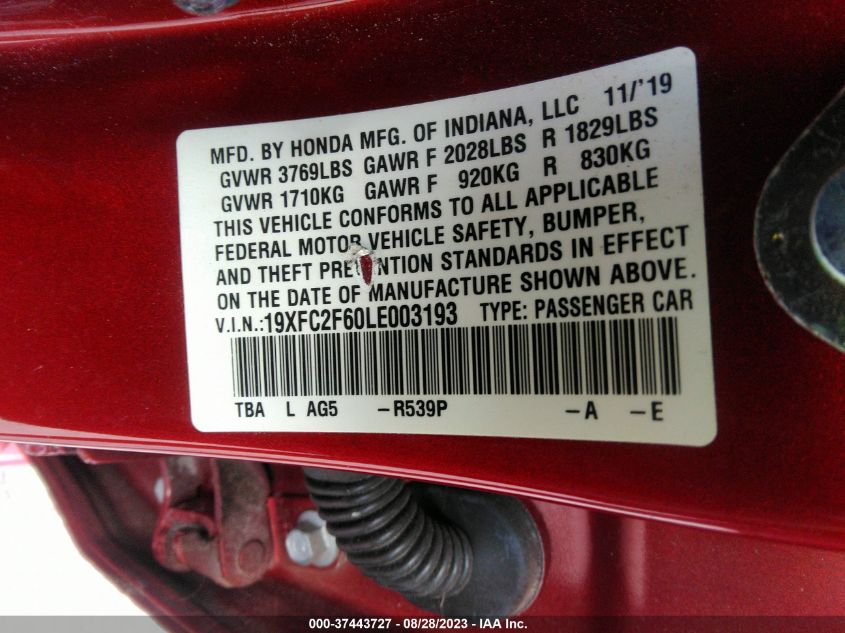 MFD. BY HONDA MFG. OF INDIANA, LLC 11/'19
GVWR 3769LBS GAWR F 2028LBS R 1829LBS
GVWR 1710KG GAWR F 920KG R 830KG
THIS VEHICLE CONFORMS TO ALL APPLICABLE
FEDERAL MOTOR VEHICLE SAFETY, BUMPER,
AND THEFT PREVENTION STANDARDS IN EFFECT
ON THE DATE OF MANUFACTURE SHOWN ABOVE.
V.I.N.:19XFC2F60LE003193 TYPE: PASSENGER CAR
TBA L AG5 -R539P -A -E
000-37443727 - 08/28/2023 - IAA Inc.